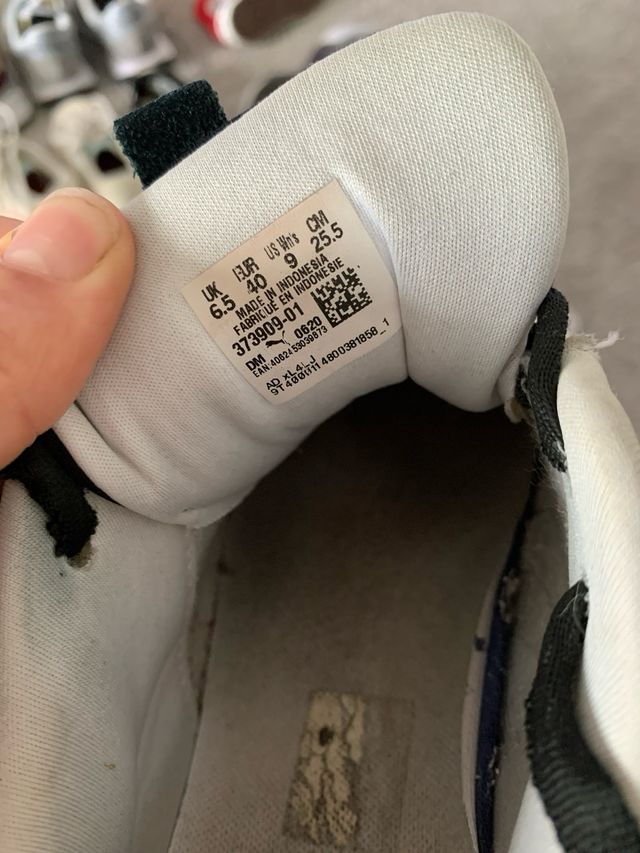 UK EUR US Wn's CM
6.5 40 9 25.5
MADE IN INDONESIA
FABRIQUE EN INDONESIE
373909-01
DM 0620
EAN:4062453039873
AD XL4L J